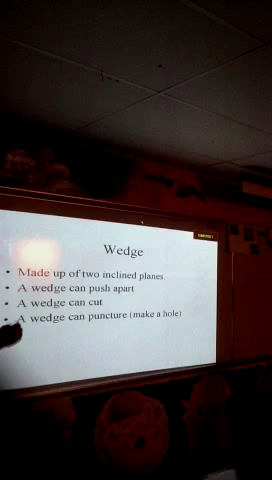 Wedge
• Made up of two inclined planes.
• A wedge can push apart
• A wedge can cut
• A wedge can puncture (make a hole)